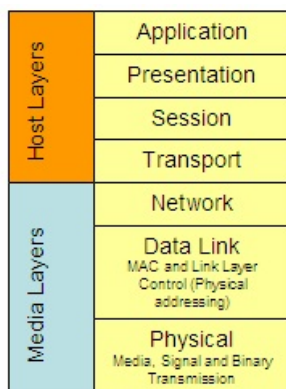 Host Layers
Application
Presentation
Session
Transport
Media Layers
Network
Data Link
MAC and Link Layer
Control (Physical
addressing)
Physical
Media, Signal and Binary
Transmission